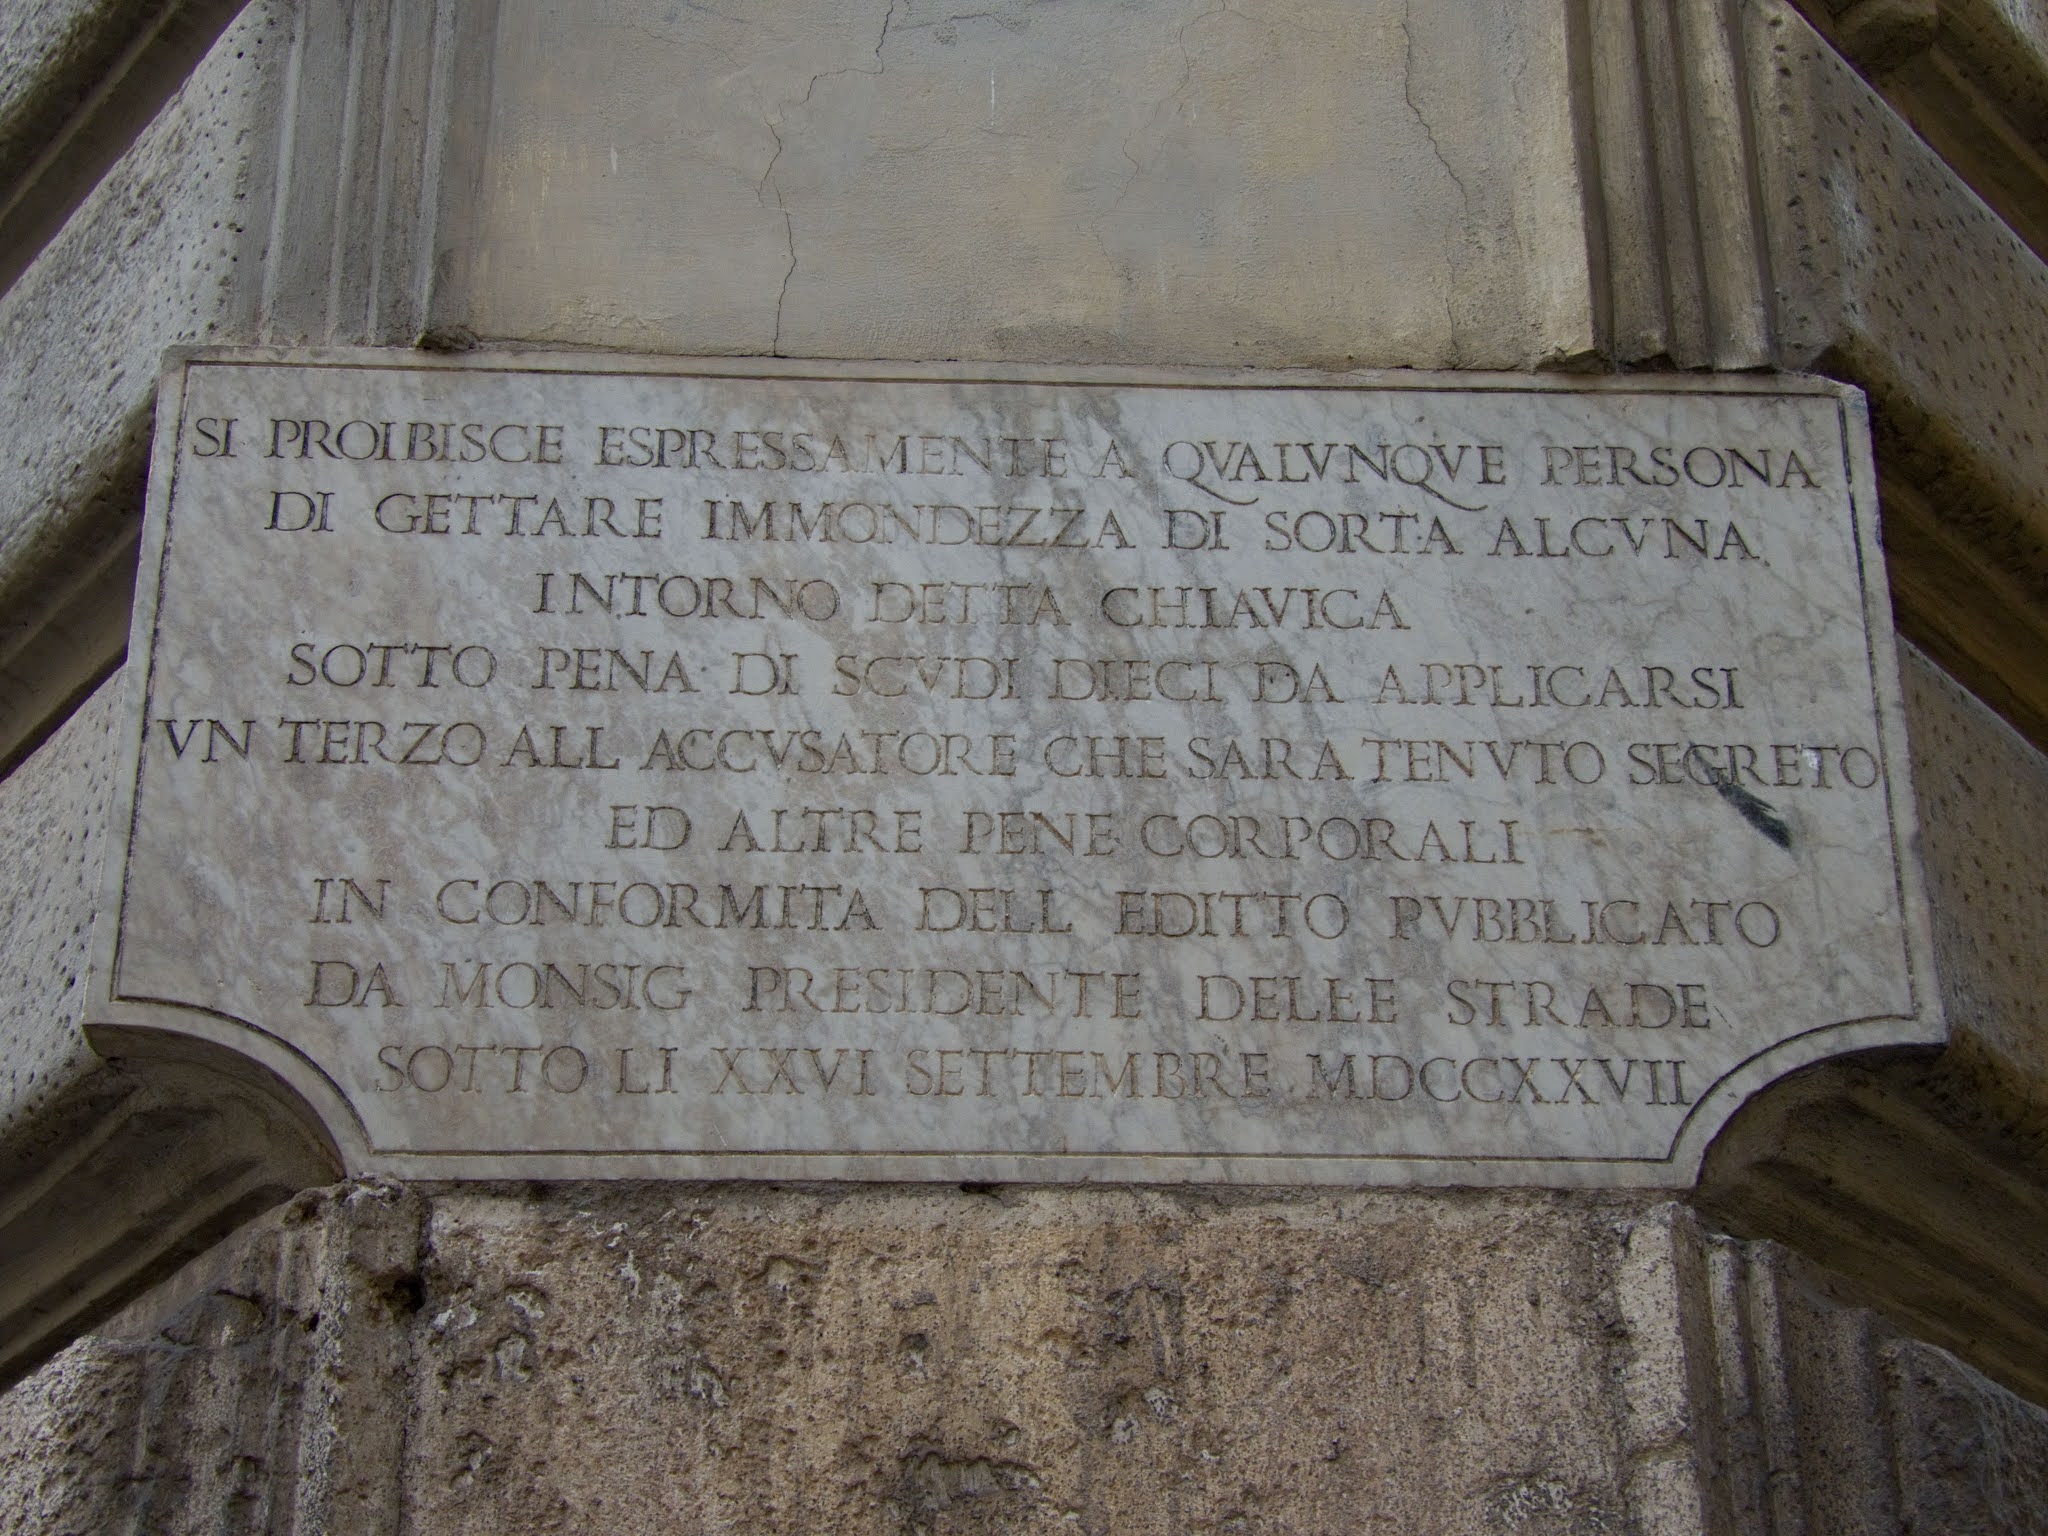 SI PROIBISCE ESPRESSAMENTE A QVALVNQVE PERSONA
DI GETTARE IMMONDEZZA DI SORTA ALCVNA
INTORNO DETTA CHIAVICA
SOTTO PENA DI SCVDI DIECI DA APPLICARSI
VN TERZO ALL ACCVSATORE CHE SARA TENVTO SEGRETO
ED ALTRE PENE CORPORALI
IN CONFORMITA DELL EDITTO PVBBLICATO
DA MONSIG PRESIDENTE DELLE STRADE
SOTTO LI XXVI SETTEMBRE MDCCXXVII